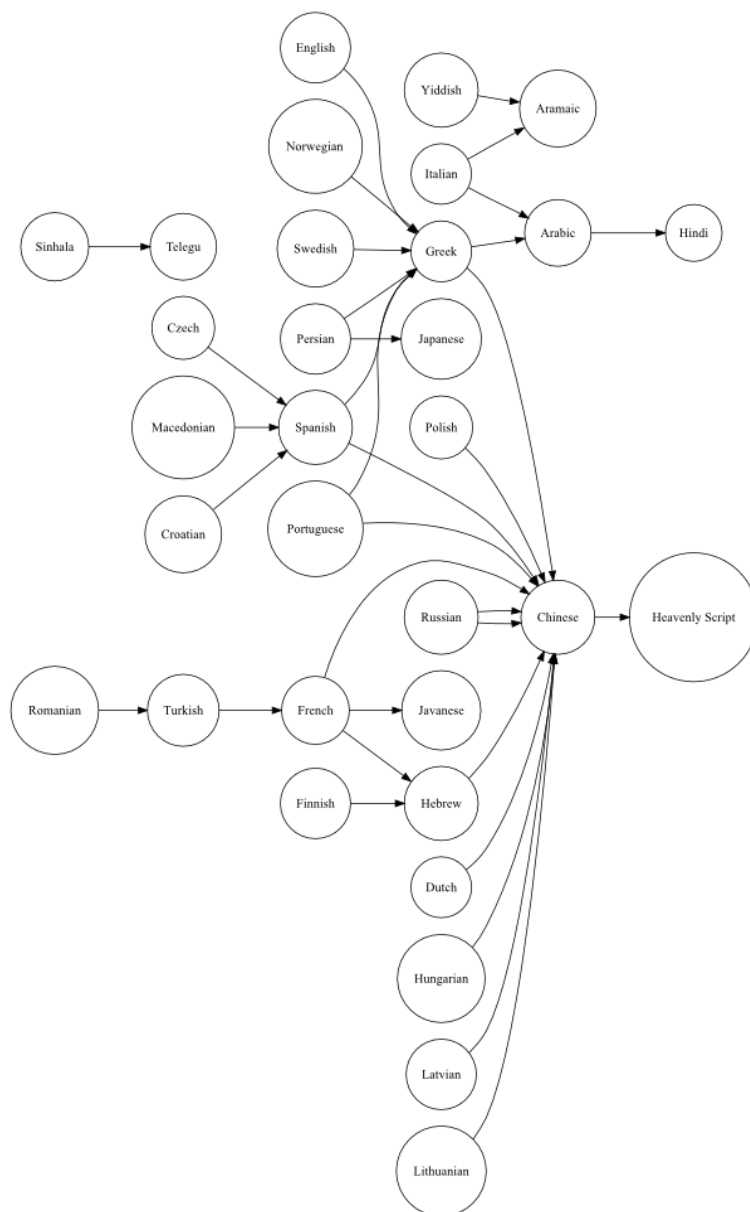 English
Yiddish
Aramaic
Norwegian
Italian
Sinhala
Telegu
Swedish
Greek
Arabic
Hindi
Czech
Persian
Japanese
Macedonian
Spanish
Polish
Croatian
Portuguese
Russian
Chinese
Heavenly Script
Romanian
Turkish
French
Javanese
Finnish
Hebrew
Dutch
Hungarian
Latvian
Lithuanian